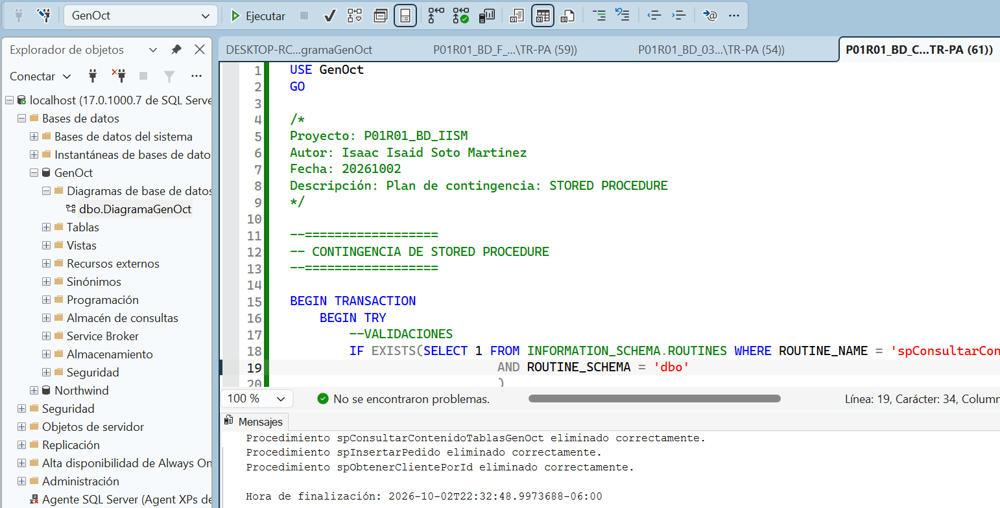 GenOct
Ejecutar
Explorador de objetos
Conectar
localhost (17.0.1000.7 de SQL Serve
Bases de datos
Bases de datos del sistema
Instantáneas de bases de dato
GenOct
Diagramas de base de datos
dbo.DiagramaGenOct
Tablas
Vistas
Recursos externos
Sinónimos
Programación
Almacén de consultas
Service Broker
Almacenamiento
Seguridad
Northwind
Seguridad
Objetos de servidor
Replicación
Alta disponibilidad de Always On
Administración
Agente SQL Server (Agent XPs de
DESKTOP-RC...gramaGenOct P01R01_BD_F_...\TR-PA (59)) P01R01_BD_03...\TR-PA (54)) P01R01_BD_C...TR-PA (61))
1 USE GenOct
2 GO
3
4 /*
5 Proyecto: P01R01_BD_IISM
6 Autor: Isaac Isaid Soto Martinez
7 Fecha: 20261002
8 Descripción: Plan de contingencia: STORED PROCEDURE
9 */
10
11 --==================
12 -- CONTINGENCIA DE STORED PROCEDURE
13 --==================
14
15 BEGIN TRANSACTION
16 BEGIN TRY
17 --VALIDACIONES
18 IF EXISTS(SELECT 1 FROM INFORMATION_SCHEMA.ROUTINES WHERE ROUTINE_NAME = 'spConsultarCon
19 AND ROUTINE_SCHEMA = 'dbo'
20 )
100 % No se encontraron problemas. Línea: 19, Carácter: 34, Column
Mensajes
Procedimiento spConsultarContenidoTablasGenOct eliminado correctamente.
Procedimiento spInsertarPedido eliminado correctamente.
Procedimiento spObtenerClientePorId eliminado correctamente.
Hora de finalización: 2026-10-02T22:32:48.9973688-06:00